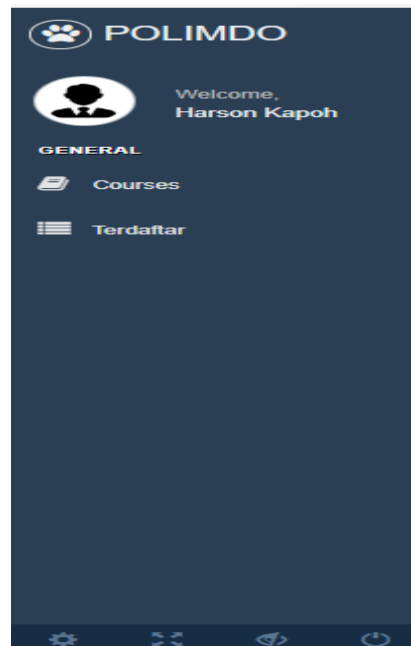 POLIMDO
Welcome,
Harson Kapoh
GENERAL
Courses
Terdaftar